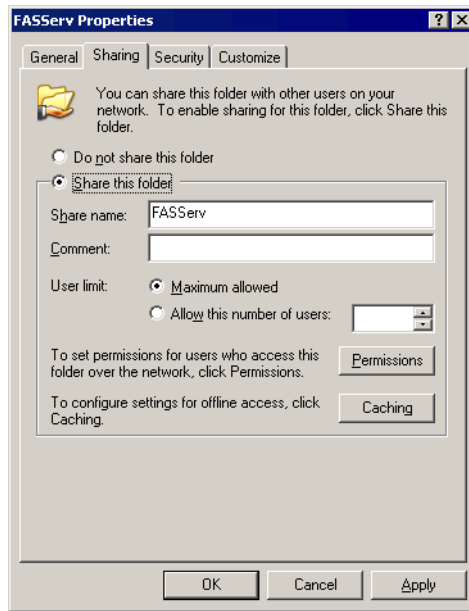 FASServ Properties
General Sharing Security Customize
You can share this folder with other users on your
network. To enable sharing for this folder, click Share this
folder.
Do not share this folder
Share this folder
Share name: FASServ
Comment:
User limit: Maximum allowed
Allow this number of users:
To set permissions for users who access this
folder over the network, click Permissions.
Permissions
To configure settings for offline access, click
Caching.
Caching
OK Cancel Apply